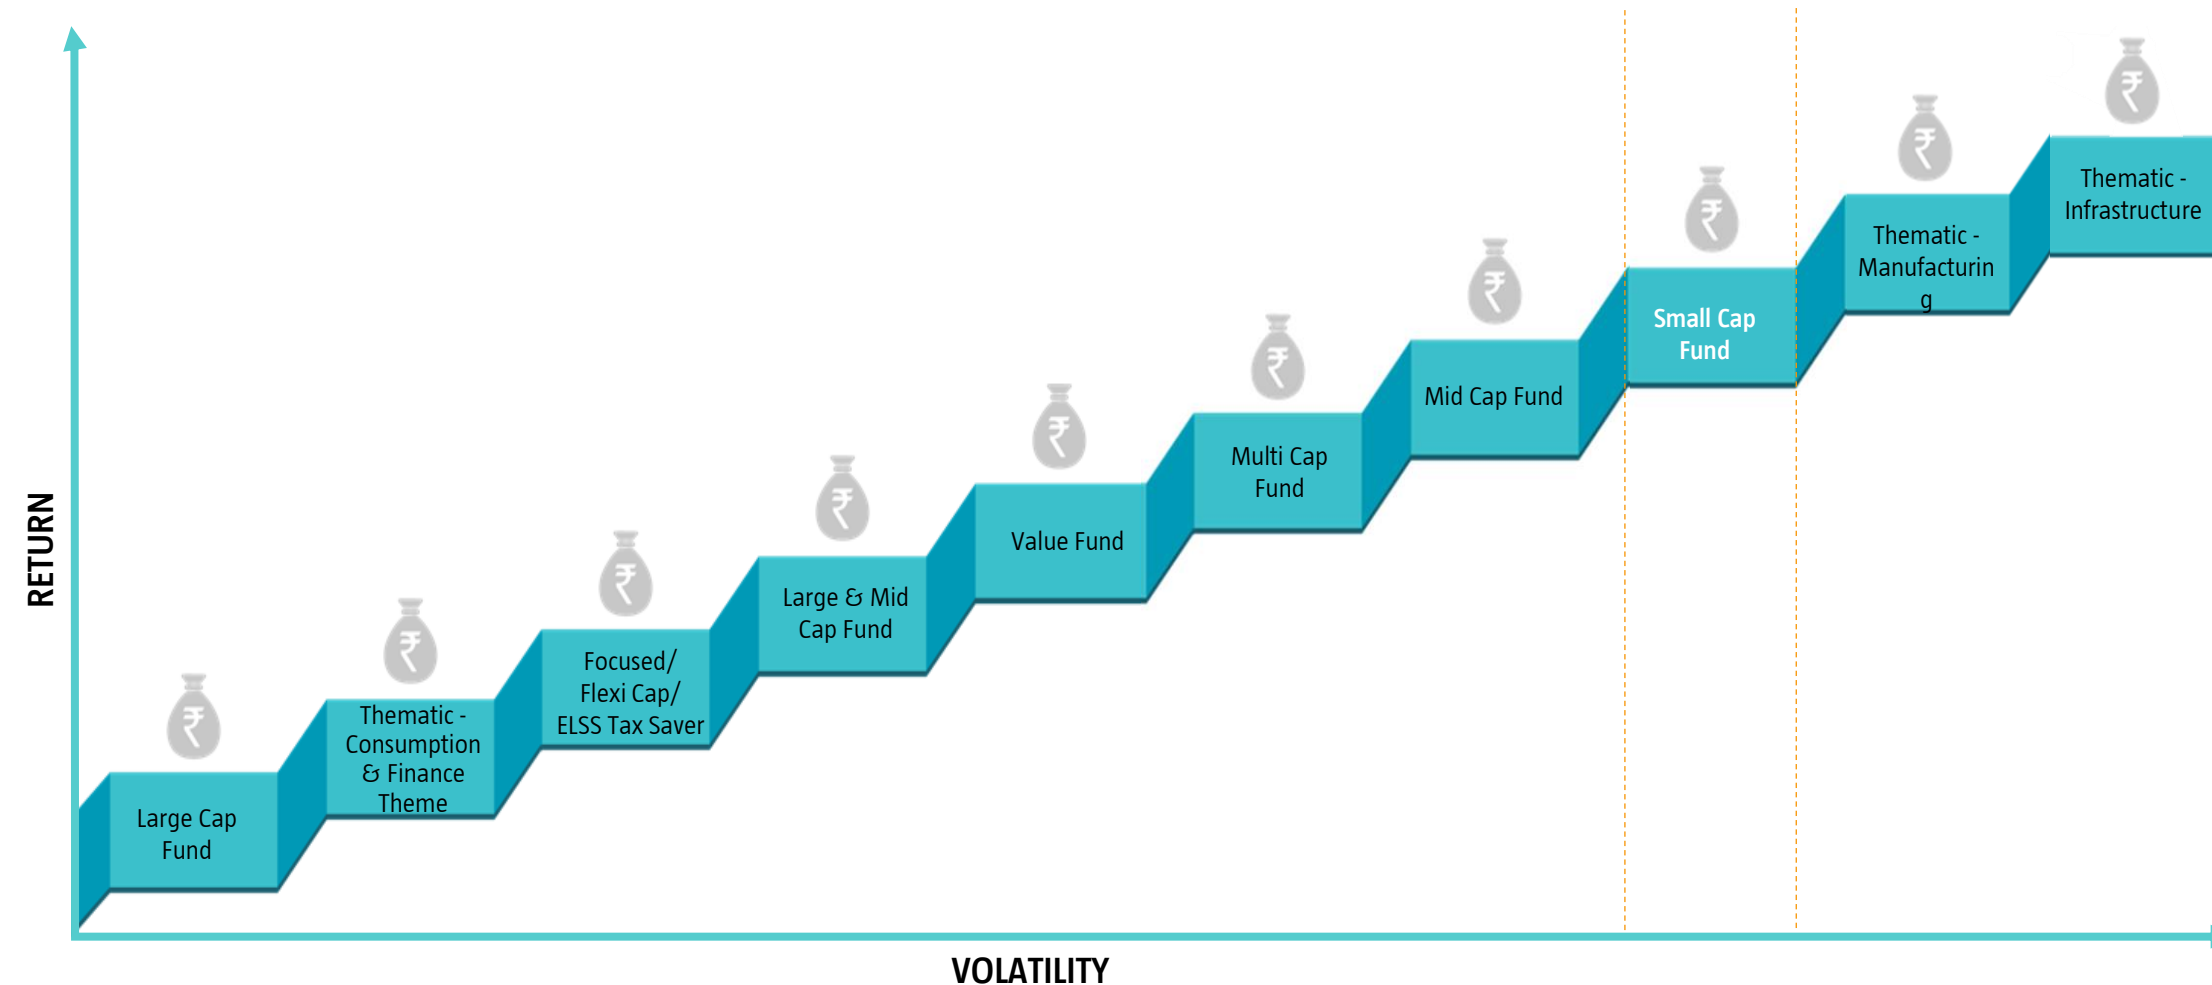 RETURN
Large Cap
Fund
Thematic -
Consumption
& Finance
Theme
Focused/
Flexi Cap/
ELSS Tax Saver
Large & Mid
Cap Fund
Value Fund
Multi Cap
Fund
Mid Cap Fund
Small Cap
Fund
Thematic -
Manufacturin
g
Thematic -
Infrastructure
₹
₹
₹
₹
₹
₹
₹
₹
₹
₹
VOLATILITY